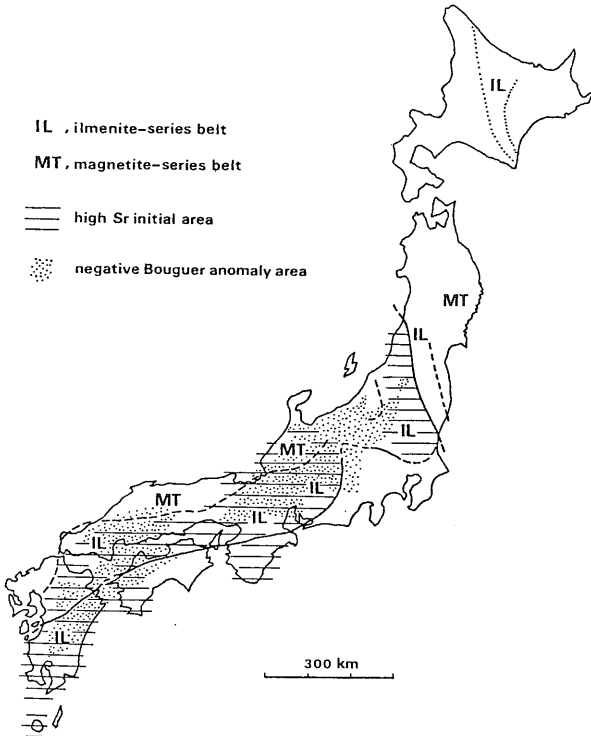 IL
IL , ilmenite-series belt
MT , magnetite-series belt
high Sr initial area
negative Bouguer anomaly area
MT
IL
IL
MT
IL
MT
IL
IL
IL
300 km